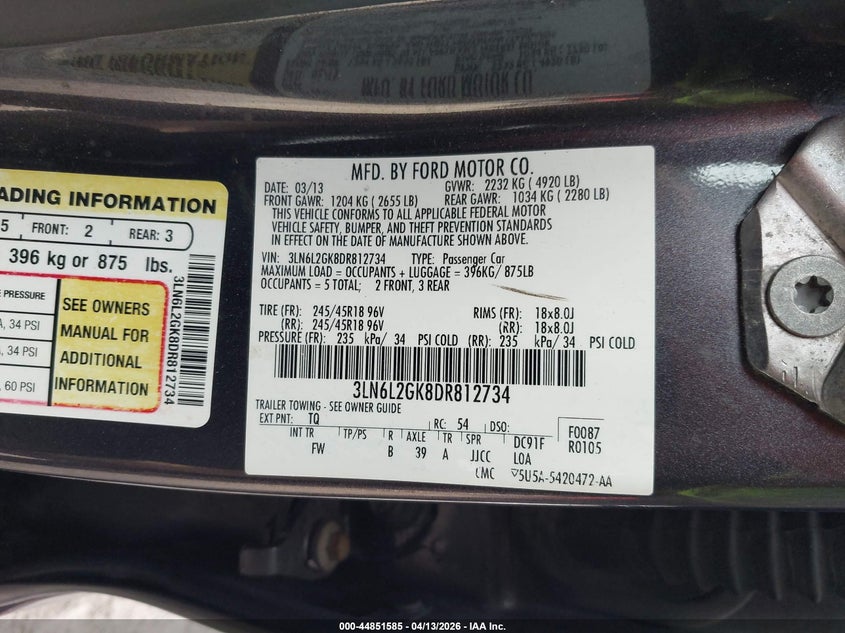 MFD. BY FORD MOTOR CO.
DATE: 03/13 GVWR: 2232 KG ( 4920 LB)
FRONT GAWR: 1204 KG ( 2655 LB) REAR GAWR: 1034 KG ( 2280 LB)
THIS VEHICLE CONFORMS TO ALL APPLICABLE FEDERAL MOTOR
VEHICLE SAFETY, BUMPER, AND THEFT PREVENTION STANDARDS
IN EFFECT ON THE DATE OF MANUFACTURE SHOWN ABOVE.
VIN: 3LN6L2GK8DR812734 TYPE: Passenger Car
MAXIMUM LOAD = OCCUPANTS + LUGGAGE = 396KG/ 875LB
OCCUPANTS = 5 TOTAL; 2 FRONT, 3 REAR
TIRE (FR): 245/45R18 96V RIMS (FR): 18x8.0J
(RR): 245/45R18 96V (RR): 18x8.0J
PRESSURE (FR): 235 kPa/ 34 PSI COLD (RR): 235 kPa/ 34 PSI COLD
3LN6L2GK8DR812734
TRAILER TOWING - SEE OWNER GUIDE
EXT PNT: TQ RC: 54 DSO: F0087
INT TR TP/PS R AXLE TR SPR DC91F R0105
FW B 39 A JJCC LOA
5U5A-5420472-AA
ADING INFORMATION
5 FRONT: 2 REAR: 3
396 kg or 875 lbs.
PRESSURE
34 PSI
34 PSI
60 PSI
SEE OWNERS
MANUAL FOR
ADDITIONAL
INFORMATION
3LN6L2GK8DR812734
000-44851585 | 04/13/2026 | IAA Inc.